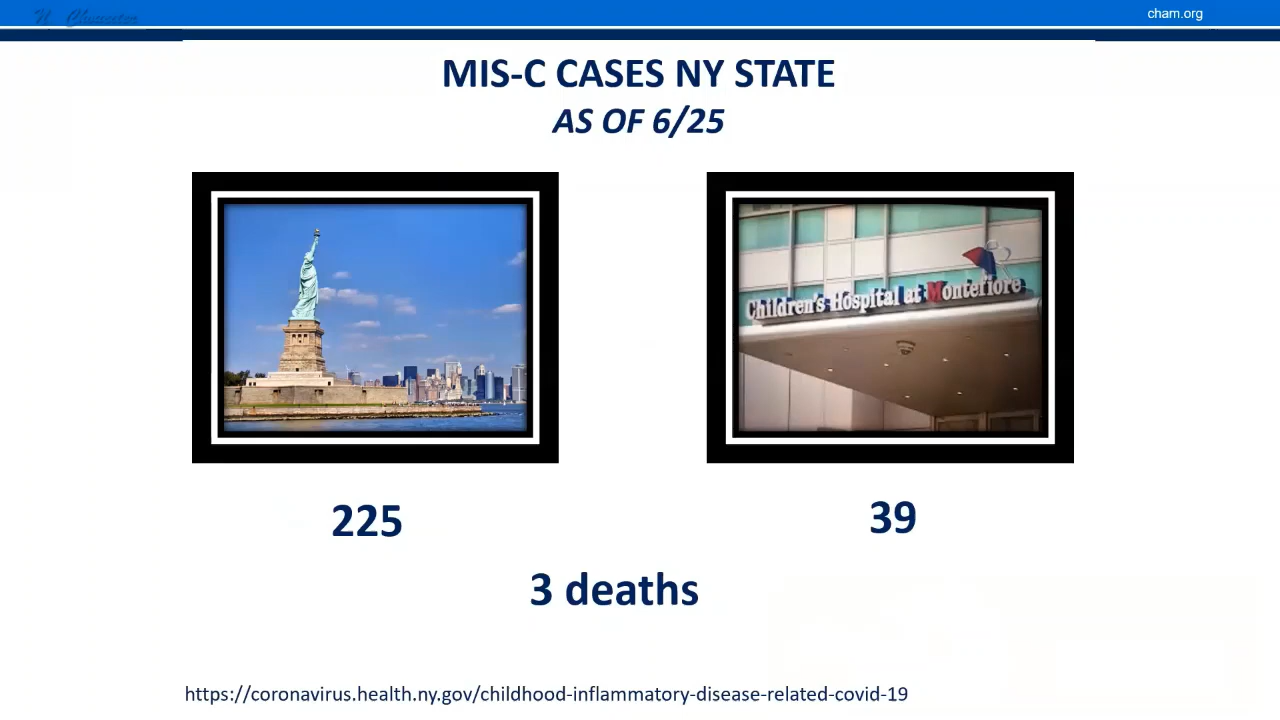 cham.org
MIS-C CASES NY STATE
AS OF 6/25
Children's Hospital at Montefiore
225
39
3 deaths
https://coronavirus.health.ny.gov/childhood-inflammatory-disease-related-covid-19